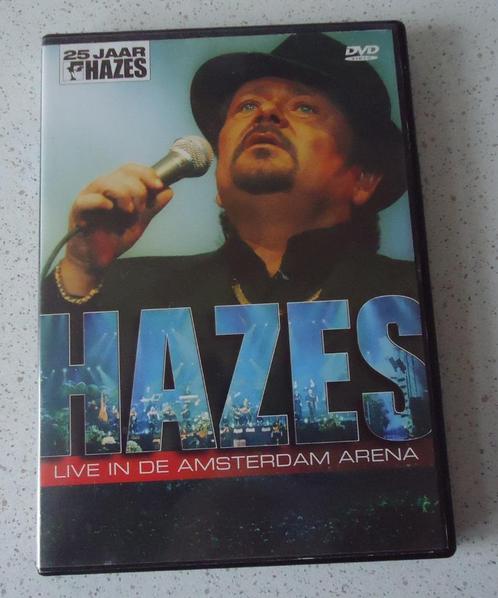 25 JAAR
HAZES
DVD
VIDEO
HAZES
LIVE IN DE AMSTERDAM ARENA